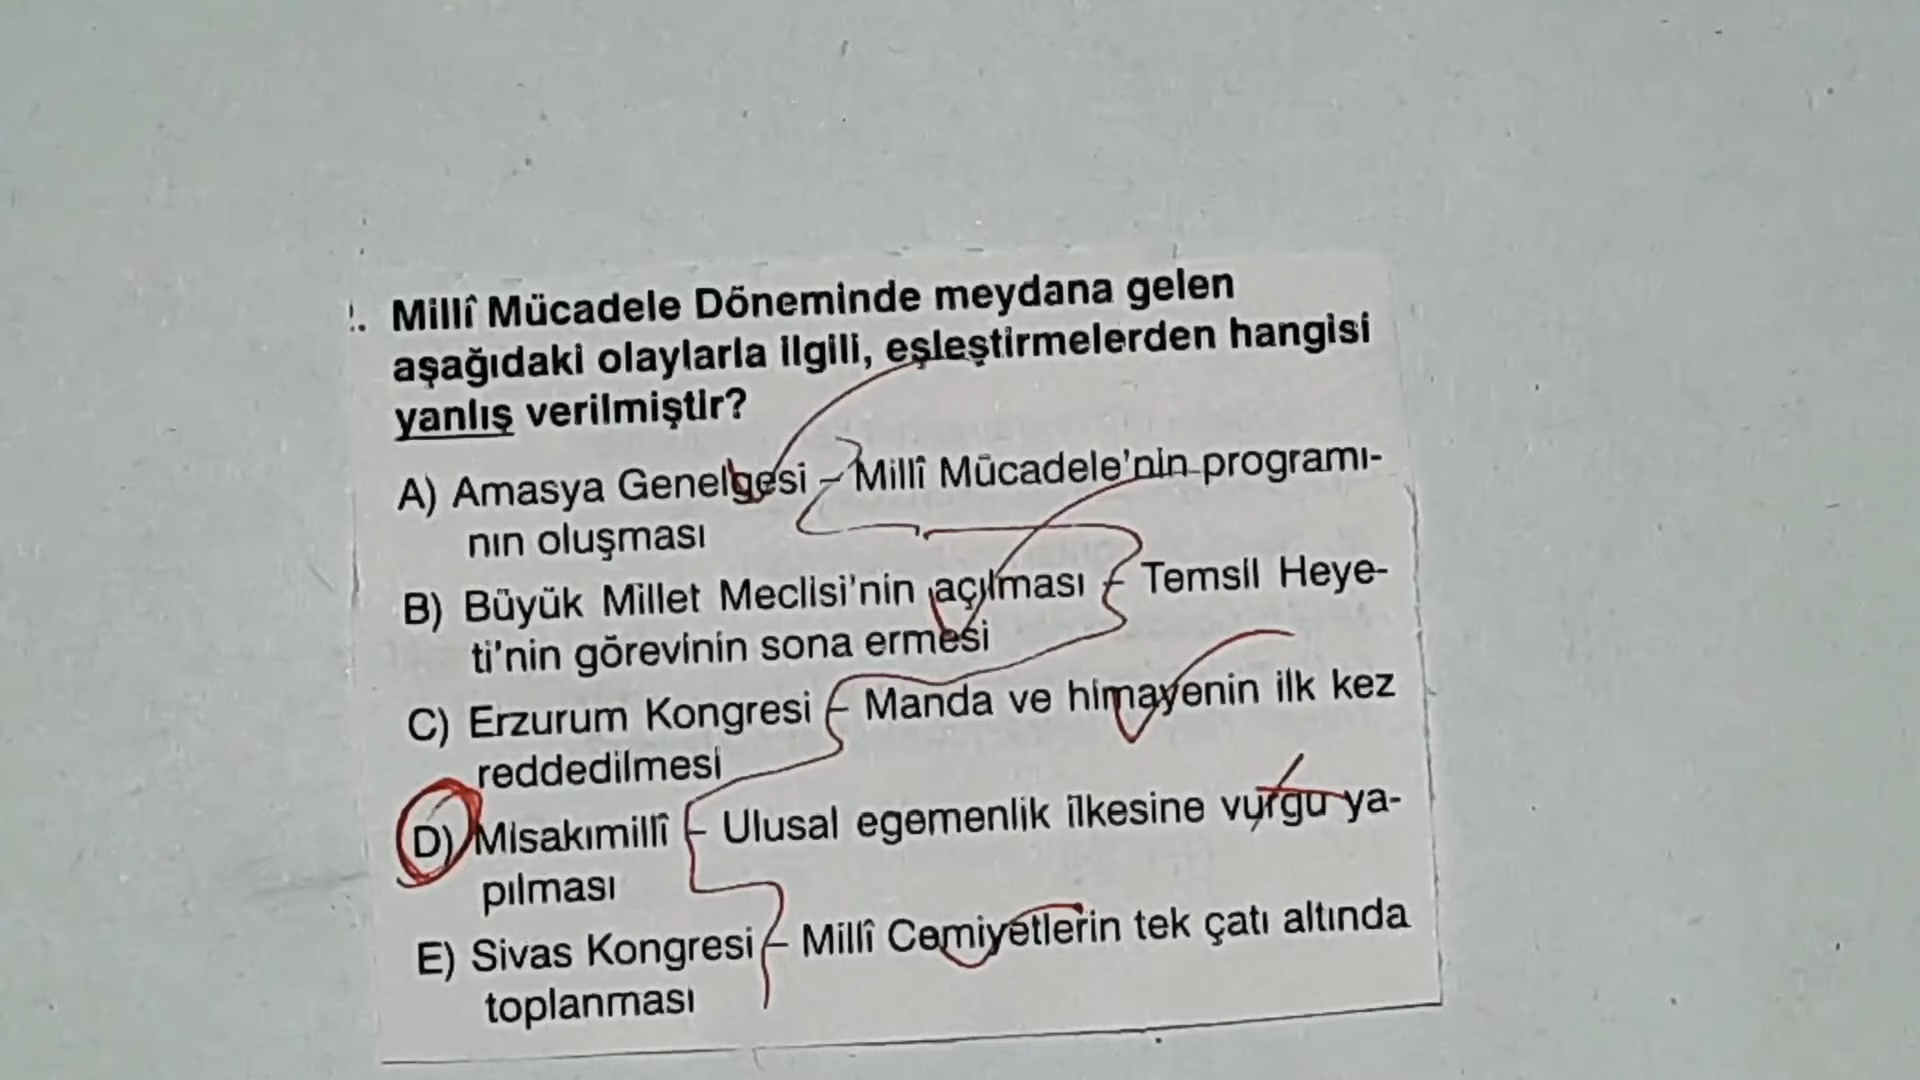 Millî Mücadele Döneminde meydana gelen
aşağıdaki olaylarla ilgili, eşleştirmelerden hangisi
yanlış verilmiştir?
A) Amasya Genelgesi – Millî Mücadele'nin programı-
nın oluşması
B) Büyük Millet Meclisi'nin açılması – Temsil Heye-
ti'nin görevinin sona ermesi
C) Erzurum Kongresi – Manda ve himayenin ilk kez
reddedilmesi
D) Misakımillî – Ulusal egemenlik ilkesine vurgu ya-
pılması
E) Sivas Kongresi – Millî Cemiyetlerin tek çatı altında
toplanması